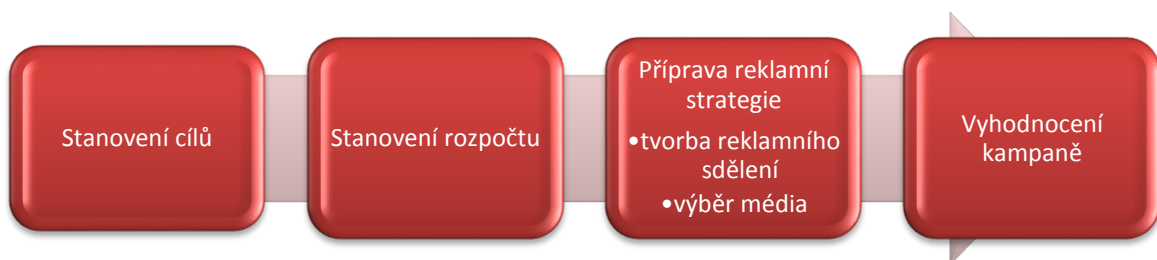 Stanovení cílů
Stanovení rozpočtu
Příprava reklamní
strategie
•tvorba reklamního
sdělení
•výběr média
Vyhodnocení
kampaně